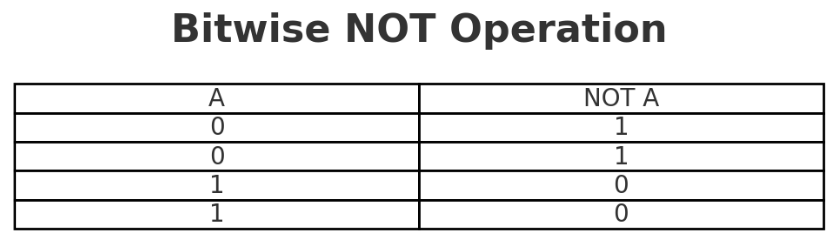 Bitwise NOT Operation
A NOT A
0 1
0 1
1 0
1 0